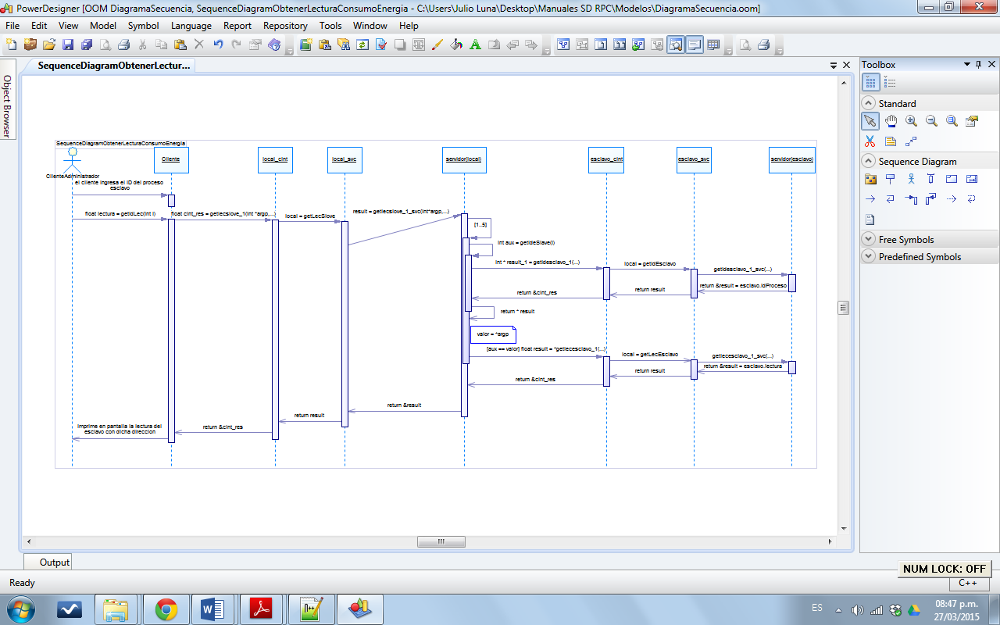 PowerDesigner [OOM DiagramaSecuencia, SequenceDiagramObtenerLecturaConsumoEnergia - C:\Users\Julio Luna\Desktop\Manuales SD RPC\Modelos\DiagramaSecuencia.oom]
File Edit View Model Symbol Language Report Repository Tools Window Help
SequenceDiagramObtenerLectur...
Object Browser
Toolbox
Standard
Sequence Diagram
Free Symbols
Predefined Symbols
SequenceDiagramObtenerLecturaConsumoEnergia
Cliente local_clnt local_svc servidor(local) esclavo_clnt esclavo_svc servidor(esclavo)
ClienteAdministrador
el cliente ingresa el ID del proceso
esclavo
float lectura = getidLec(int i)
float clnt_res = getlecslove_1(int *argp,...)
local = getLecSlove
result = getlecslove_1_svc(int*argp,...)
[1..5]
int aux = getideSlave(i)
int * result_1 = getidesclavo_1(...)
local = getidEsclavo
getidesclavo_1_svc(...)
return &result = esclavo.idProceso
return result
return &clnt_res
return * result
valor = *argp
[aux == valor] float result = *getlecesclavo_1(...)
local = getLecEsclavo
getlecesclavo_1_svc(...)
return &result = esclavo.lectura
return result
return &clnt_res
return &result
return result
return &clnt_res
imprime en pantalla la lectura del
esclavo con dicha direccion
Output
Ready
NUM LOCK: OFF
C++
ES
08:47 p.m.
27/03/2015